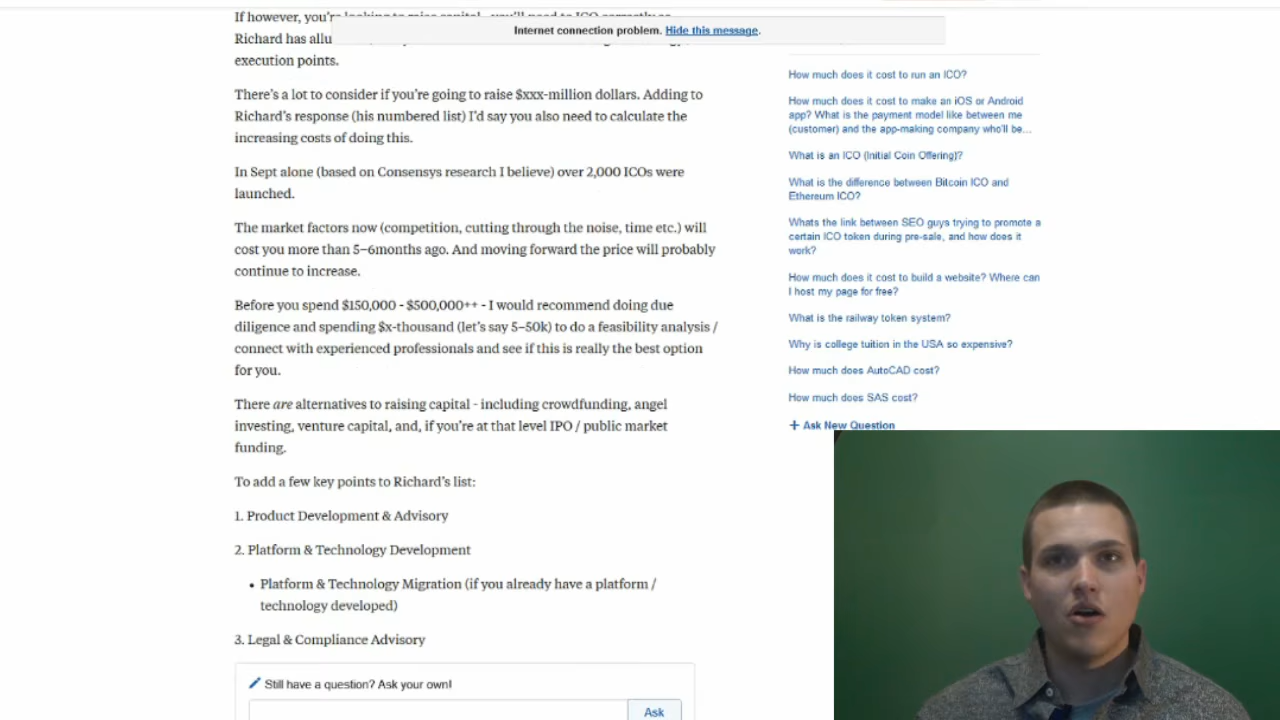 If however, you're looking to raise capital - you'll need to ICO correctly as
Internet connection problem. Hide this message.
Richard has allu
execution points.
There's a lot to consider if you're going to raise $xxx-million dollars. Adding to
Richard's response (his numbered list) I'd say you also need to calculate the
increasing costs of doing this.
In Sept alone (based on Consensys research I believe) over 2,000 ICOs were
launched.
The market factors now (competition, cutting through the noise, time etc.) will
cost you more than 5–6months ago. And moving forward the price will probably
continue to increase.
Before you spend $150,000 - $500,000++ - I would recommend doing due
diligence and spending $x-thousand (let's say 5–50k) to do a feasibility analysis /
connect with experienced professionals and see if this is really the best option
for you.
There are alternatives to raising capital - including crowdfunding, angel
investing, venture capital, and, if you're at that level IPO / public market
funding.
To add a few key points to Richard's list:
1. Product Development & Advisory
2. Platform & Technology Development
• Platform & Technology Migration (if you already have a platform /
technology developed)
3. Legal & Compliance Advisory
Still have a question? Ask your own!
Ask
How much does it cost to run an ICO?
How much does it cost to make an iOS or Android
app? What is the payment model like between me
(customer) and the app-making company who'll be...
What is an ICO (Initial Coin Offering)?
What is the difference between Bitcoin ICO and
Ethereum ICO?
Whats the link between SEO guys trying to promote a
certain ICO token during pre-sale, and how does it
work?
How much does it cost to build a website? Where can
I host my page for free?
What is the railway token system?
Why is college tuition in the USA so expensive?
How much does AutoCAD cost?
How much does SAS cost?
+ Ask New Question